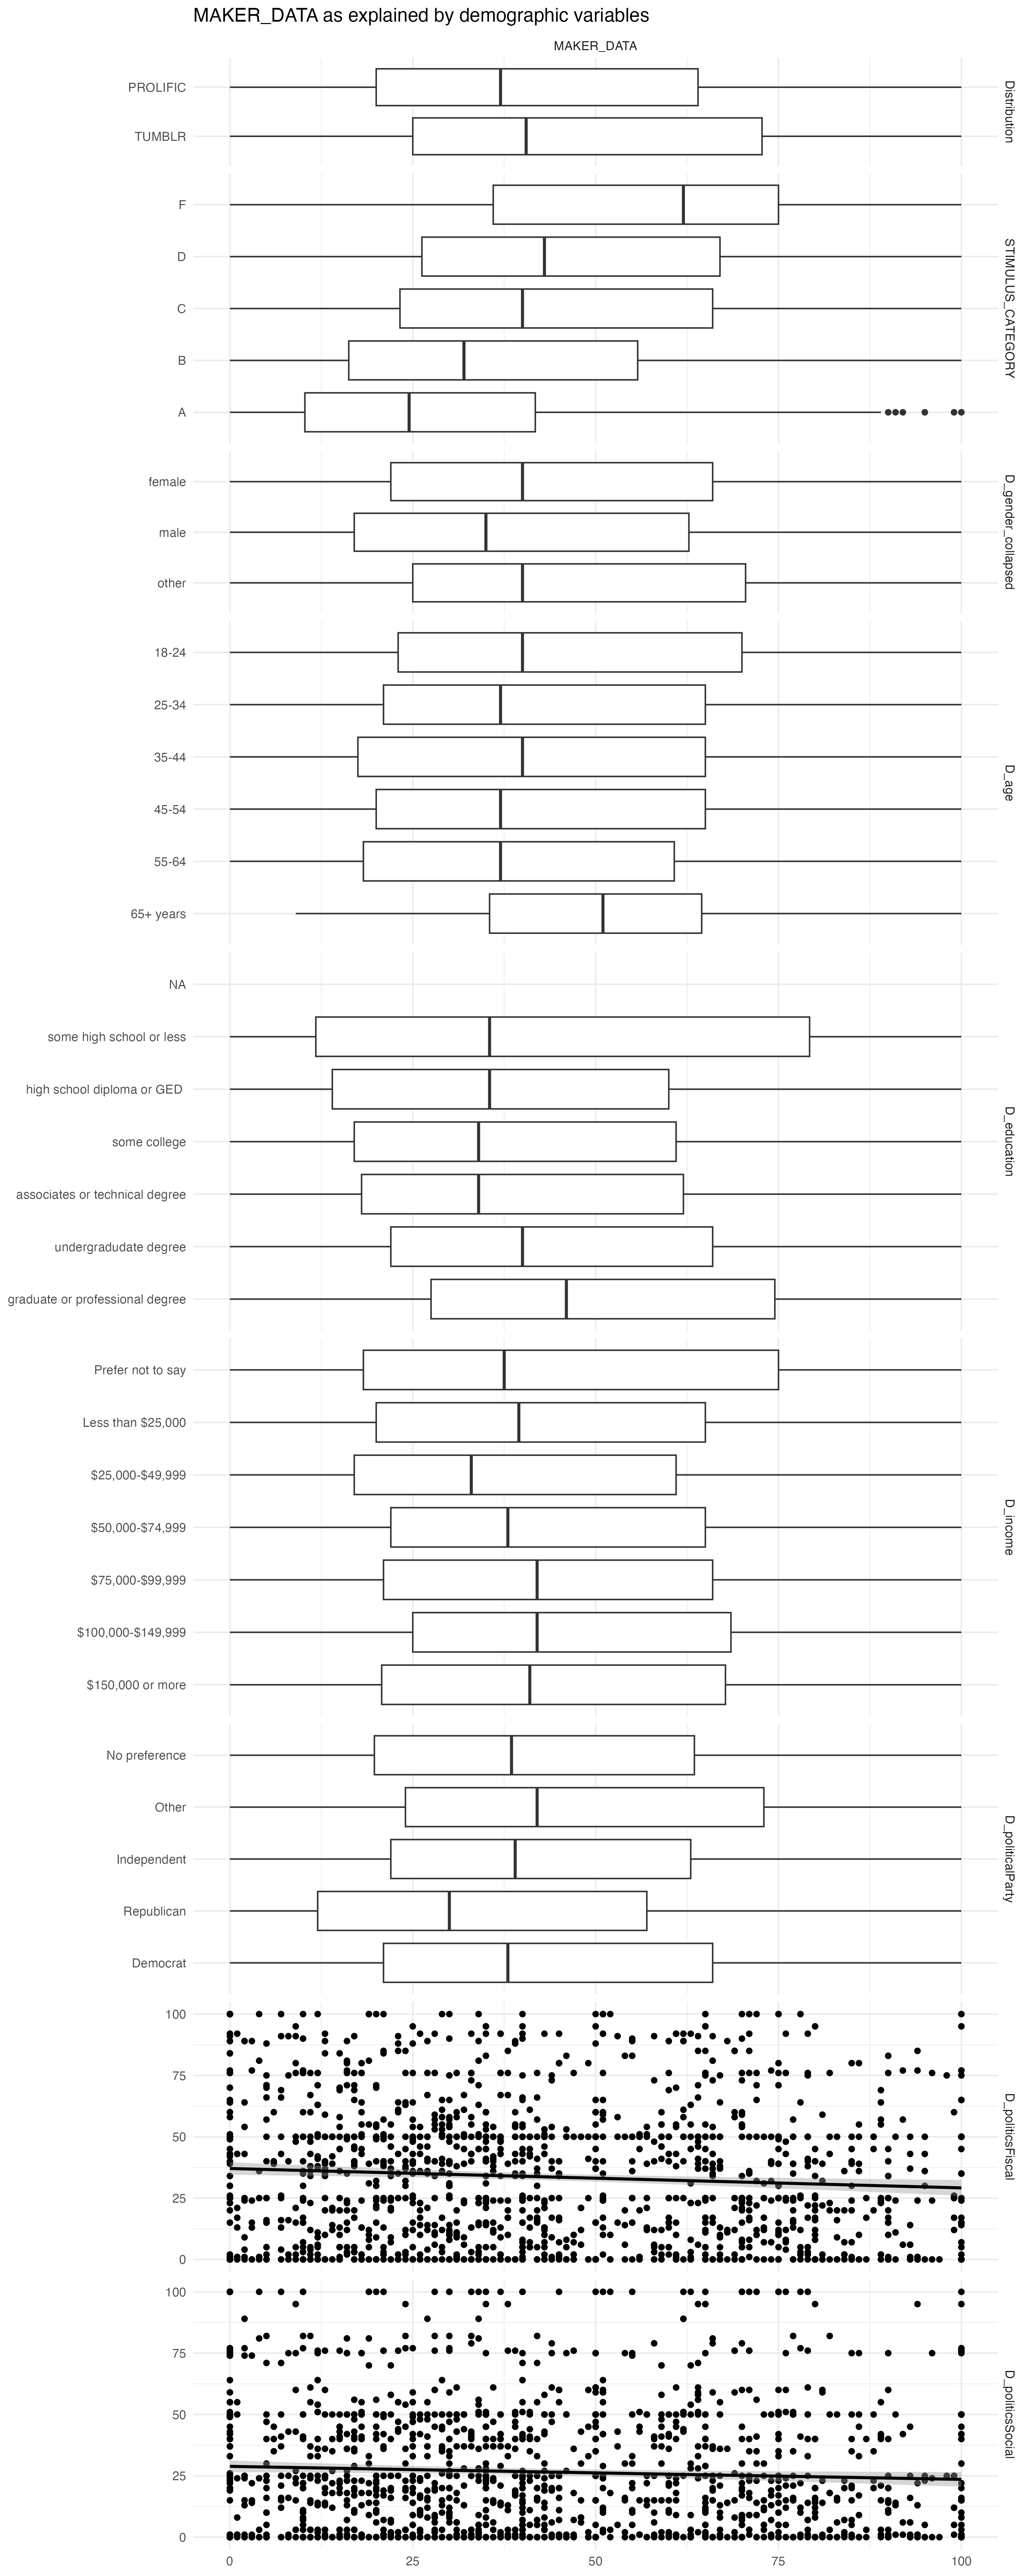 MAKER_DATA as explained by demographic variables
MAKER_DATA
PROLIFIC
TUMBLR
Distribution
F
D
C
B
A
STIMULUS_CATEGORY
female
male
other
D_gender_collapsed
18-24
25-34
35-44
45-54
55-64
65+ years
D_age
NA
some high school or less
high school diploma or GED
some college
associates or technical degree
undergradudate degree
graduate or professional degree
D_education
Prefer not to say
Less than $25,000
$25,000-$49,999
$50,000-$74,999
$75,000-$99,999
$100,000-$149,999
$150,000 or more
D_income
No preference
Other
Independent
Republican
Democrat
D_politicalParty
100
75
50
25
0
D_politicsFiscal
100
75
50
25
0
D_politicsSocial
0 25 50 75 100